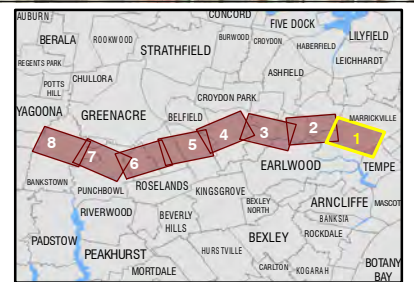 AUBURN
CONCORD
FIVE DOCK
BERALA
ROOKWOOD
BURWOOD
CROYDON
HABERFIELD
LILYFIELD
STRATHFIELD
LEICHHARDT
REGENTS PARK
CHULLORA
ASHFIELD
POTTS
HILL
CROYDON PARK
YAGOONA
GREENACRE
BELFIELD
MARRICKVILLE
8
7
6
5
4
3
2
1
EARLWOOD
TEMPE
BANKSTOWN
PUNCHBOWL
ROSELANDS
KINGSGROVE
RIVERWOOD
BEVERLY
HILLS
BEXLEY
NORTH
ARNCLIFFE
MASCOT
BANKSIA
ROCKDALE
PADSTOW
PEAKHURST
HURSTVILLE
BEXLEY
MORTDALE
CARLTON
KOGARAH
BOTANY
BAY